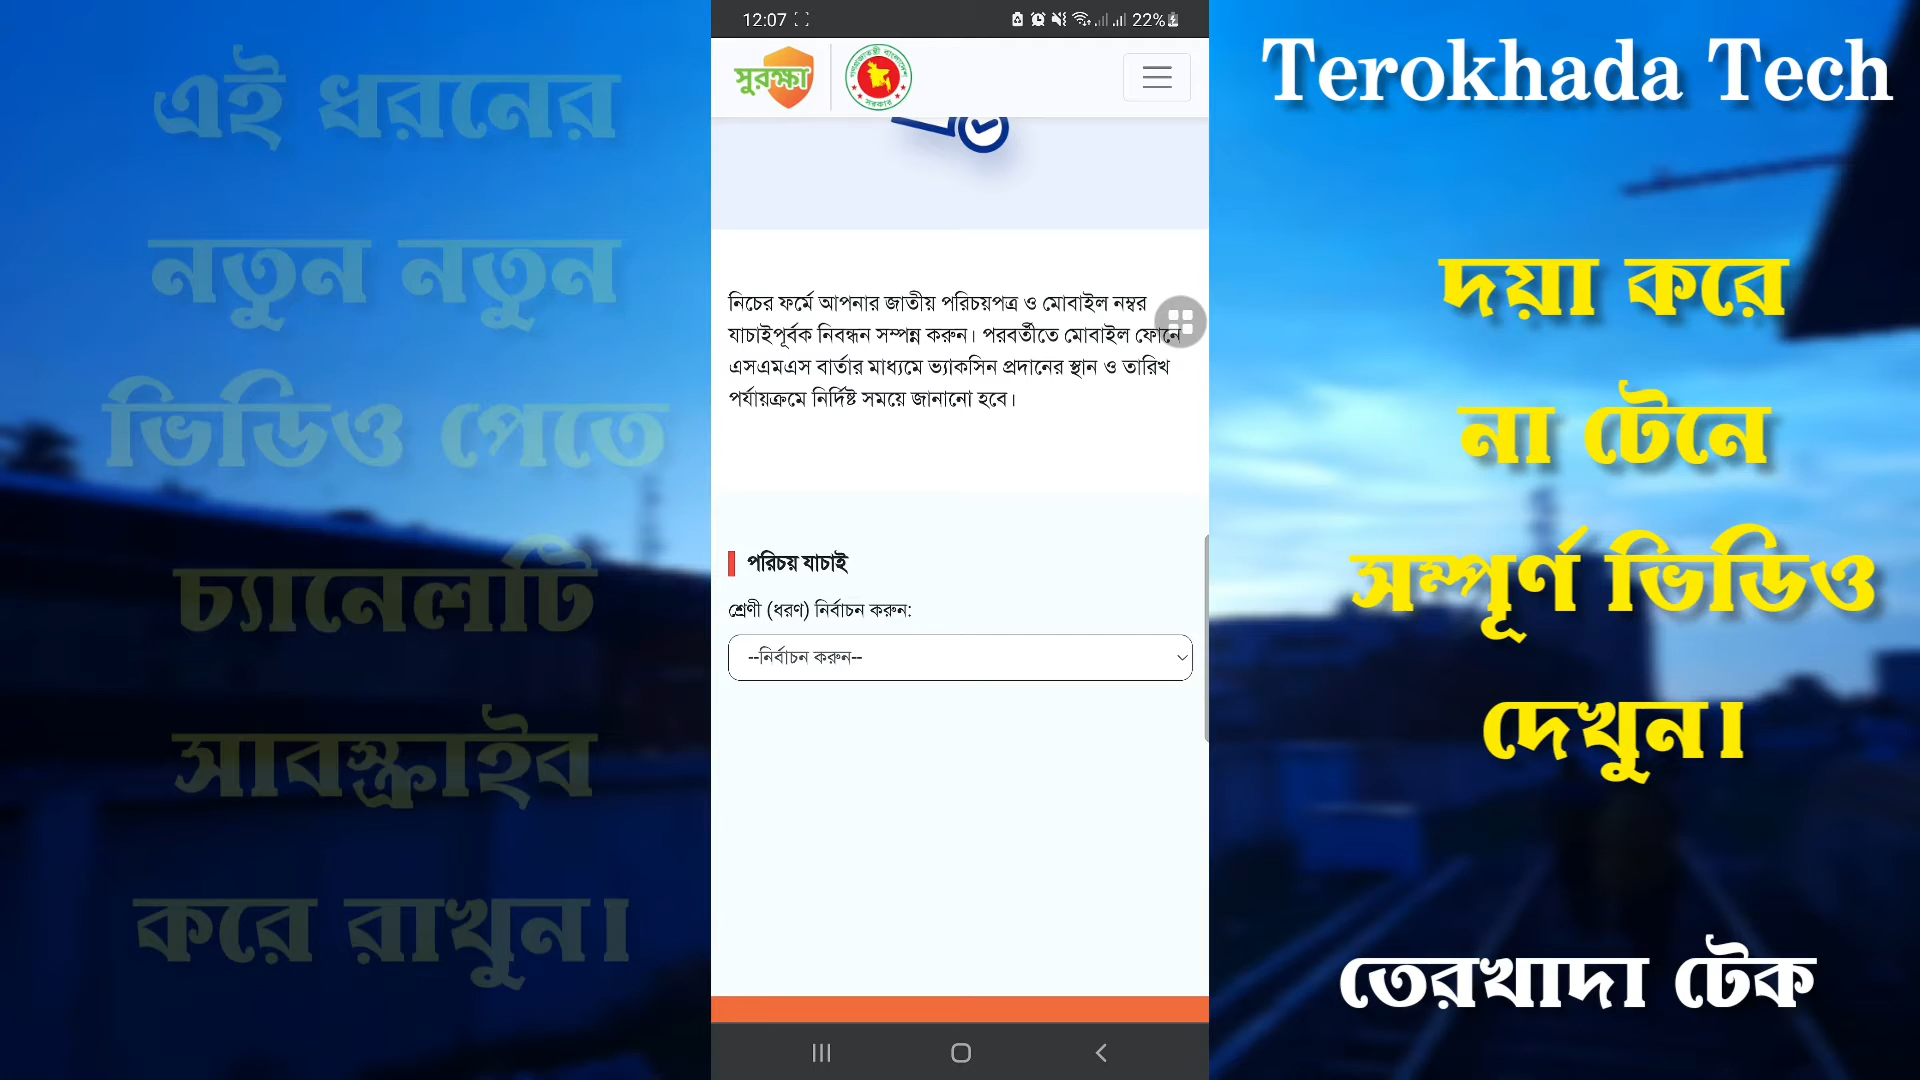 এই ধরনের
নতুন নতুন
ভিডিও পেতে
চ্যানেলটি
সাবস্ক্রাইব
করে রাখুন।
12:07
22%
সুরক্ষা
নিচের ফর্মে আপনার জাতীয় পরিচয়পত্র ও মোবাইল নম্বর
যাচাইপূর্বক নিবন্ধন সম্পন্ন করুন। পরবর্তীতে মোবাইল ফোনে
এসএমএস বার্তার মাধ্যমে ভ্যাকসিন প্রদানের স্থান ও তারিখ
পর্যায়ক্রমে নির্দিষ্ট সময়ে জানানো হবে।
পরিচয় যাচাই
শ্রেণী (ধরণ) নির্বাচন করুন:
--নির্বাচন করুন--
Terokhada Tech
দয়া করে
না টেনে
সম্পূর্ণ ভিডিও
দেখুন।
তেরখাদা টেক